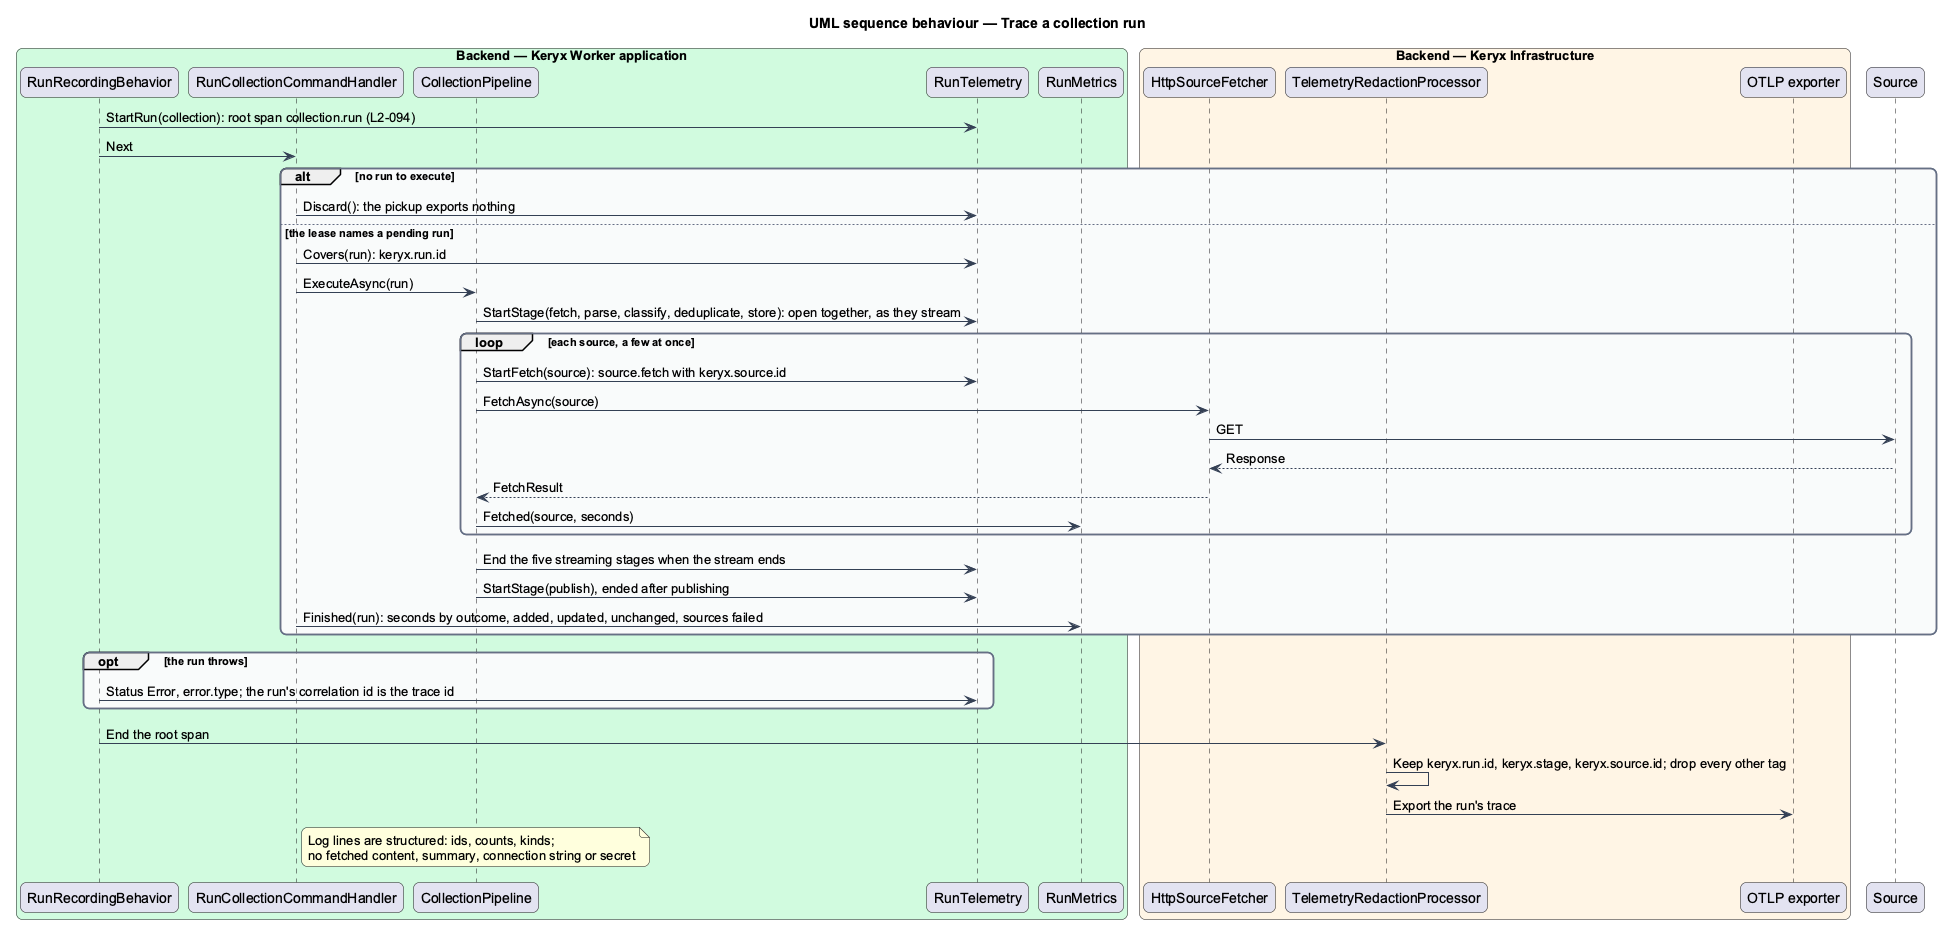 UML sequence behaviour — Trace a collection run
Backend — Keryx Worker application
Backend — Keryx Infrastructure
RunRecordingBehavior
RunCollectionCommandHandler
CollectionPipeline
RunTelemetry
RunMetrics
HttpSourceFetcher
TelemetryRedactionProcessor
OTLP exporter
Source
StartRun(collection): root span collection.run (L2-094)
Next
alt
[no run to execute]
Discard(): the pickup exports nothing
[the lease names a pending run]
Covers(run): keryx.run.id
ExecuteAsync(run)
StartStage(fetch, parse, classify, deduplicate, store): open together, as they stream
loop
[each source, a few at once]
StartFetch(source): source.fetch with keryx.source.id
FetchAsync(source)
GET
Response
FetchResult
Fetched(source, seconds)
End the five streaming stages when the stream ends
StartStage(publish), ended after publishing
Finished(run): seconds by outcome, added, updated, unchanged, sources failed
opt
[the run throws]
Status Error, error.type; the run's correlation id is the trace id
End the root span
Keep keryx.run.id, keryx.stage, keryx.source.id; drop every other tag
Export the run's trace
Log lines are structured: ids, counts, kinds;
no fetched content, summary, connection string or secret
RunRecordingBehavior
RunCollectionCommandHandler
CollectionPipeline
RunTelemetry
RunMetrics
HttpSourceFetcher
TelemetryRedactionProcessor
OTLP exporter
Source